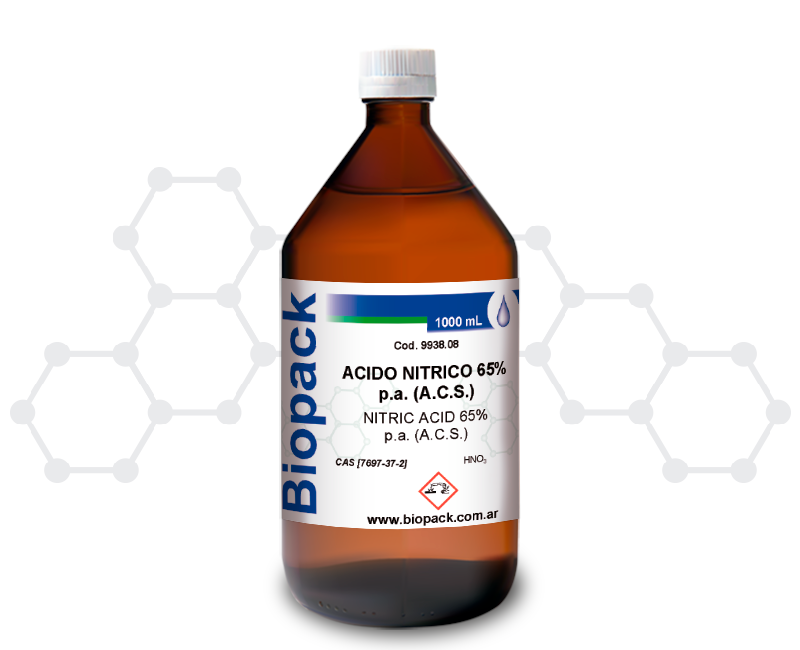 Biopack
1000 mL
Cod. 9938.08
ACIDO NITRICO 65%
p.a. (A.C.S.)
NITRIC ACID 65%
p.a. (A.C.S.)
CAS [7697-37-2]
HNO₃
www.biopack.com.ar